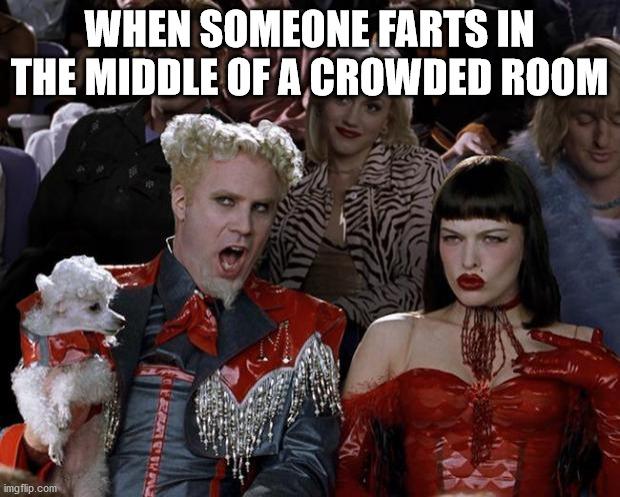 WHEN SOMEONE FARTS IN
THE MIDDLE OF A CROWDED ROOM
imgflip.com